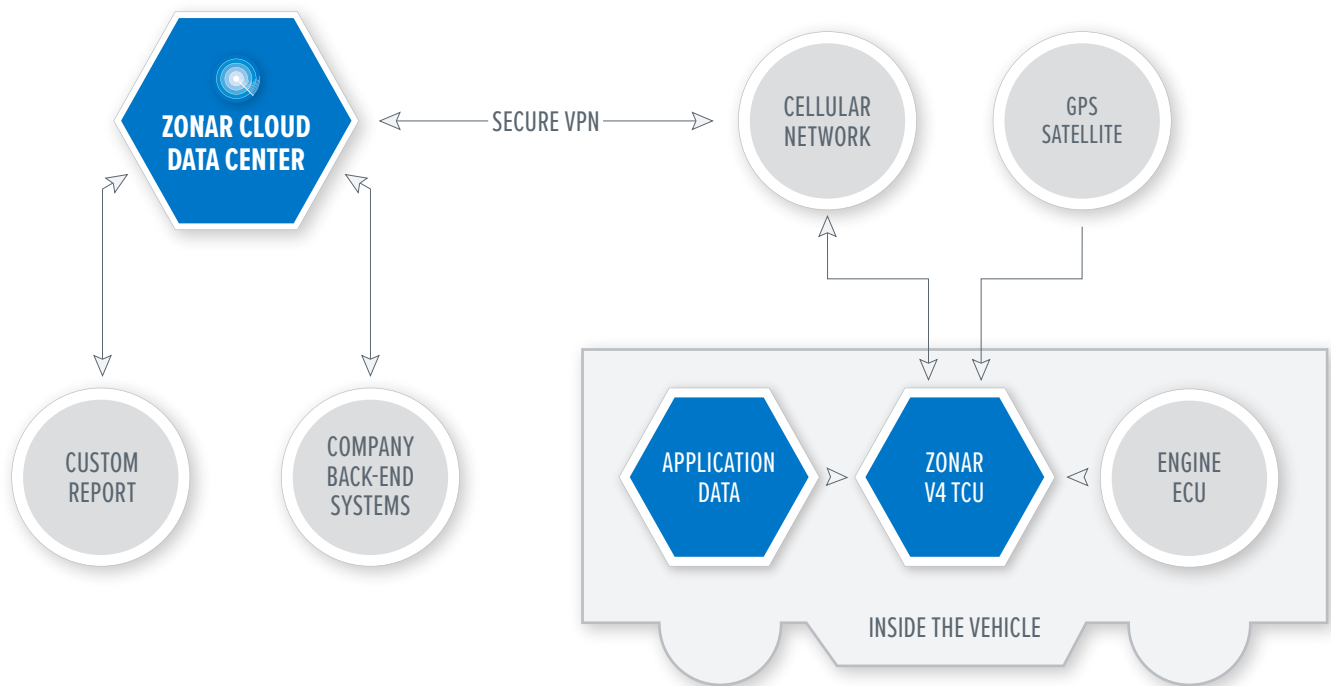 ZONAR CLOUD
DATA CENTER
SECURE VPN
CELLULAR
NETWORK
GPS
SATELLITE
CUSTOM
REPORT
COMPANY
BACK-END
SYSTEMS
APPLICATION
DATA
ZONAR
V4 TCU
ENGINE
ECU
INSIDE THE VEHICLE